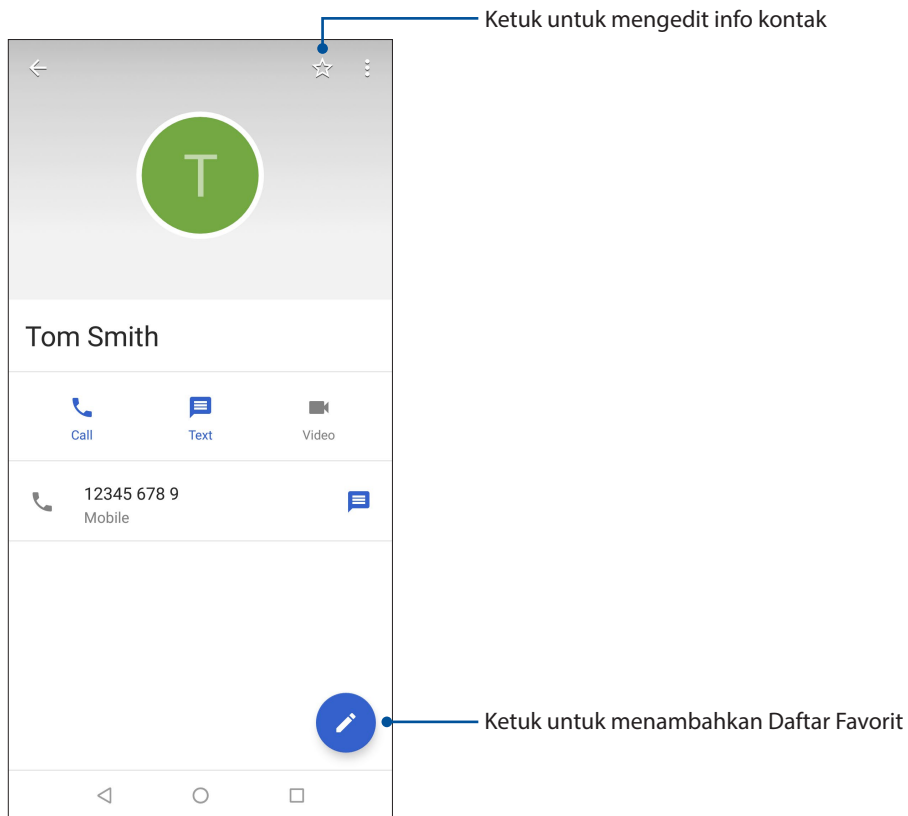 Ketuk untuk mengedit info kontak
T
Tom Smith
Call Text Video
12345 678 9
Mobile
Ketuk untuk menambahkan Daftar Favorit